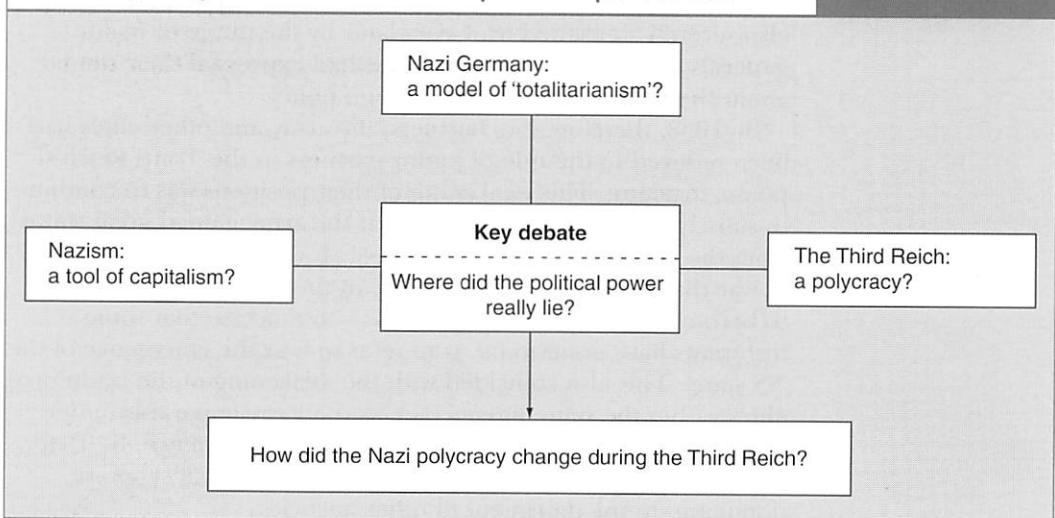 Nazi Germany:
a model of 'totalitarianism'?
Nazism:
a tool of capitalism?
Key debate
Where did the political power
really lie?
The Third Reich:
a polycracy?
How did the Nazi polycracy change during the Third Reich?